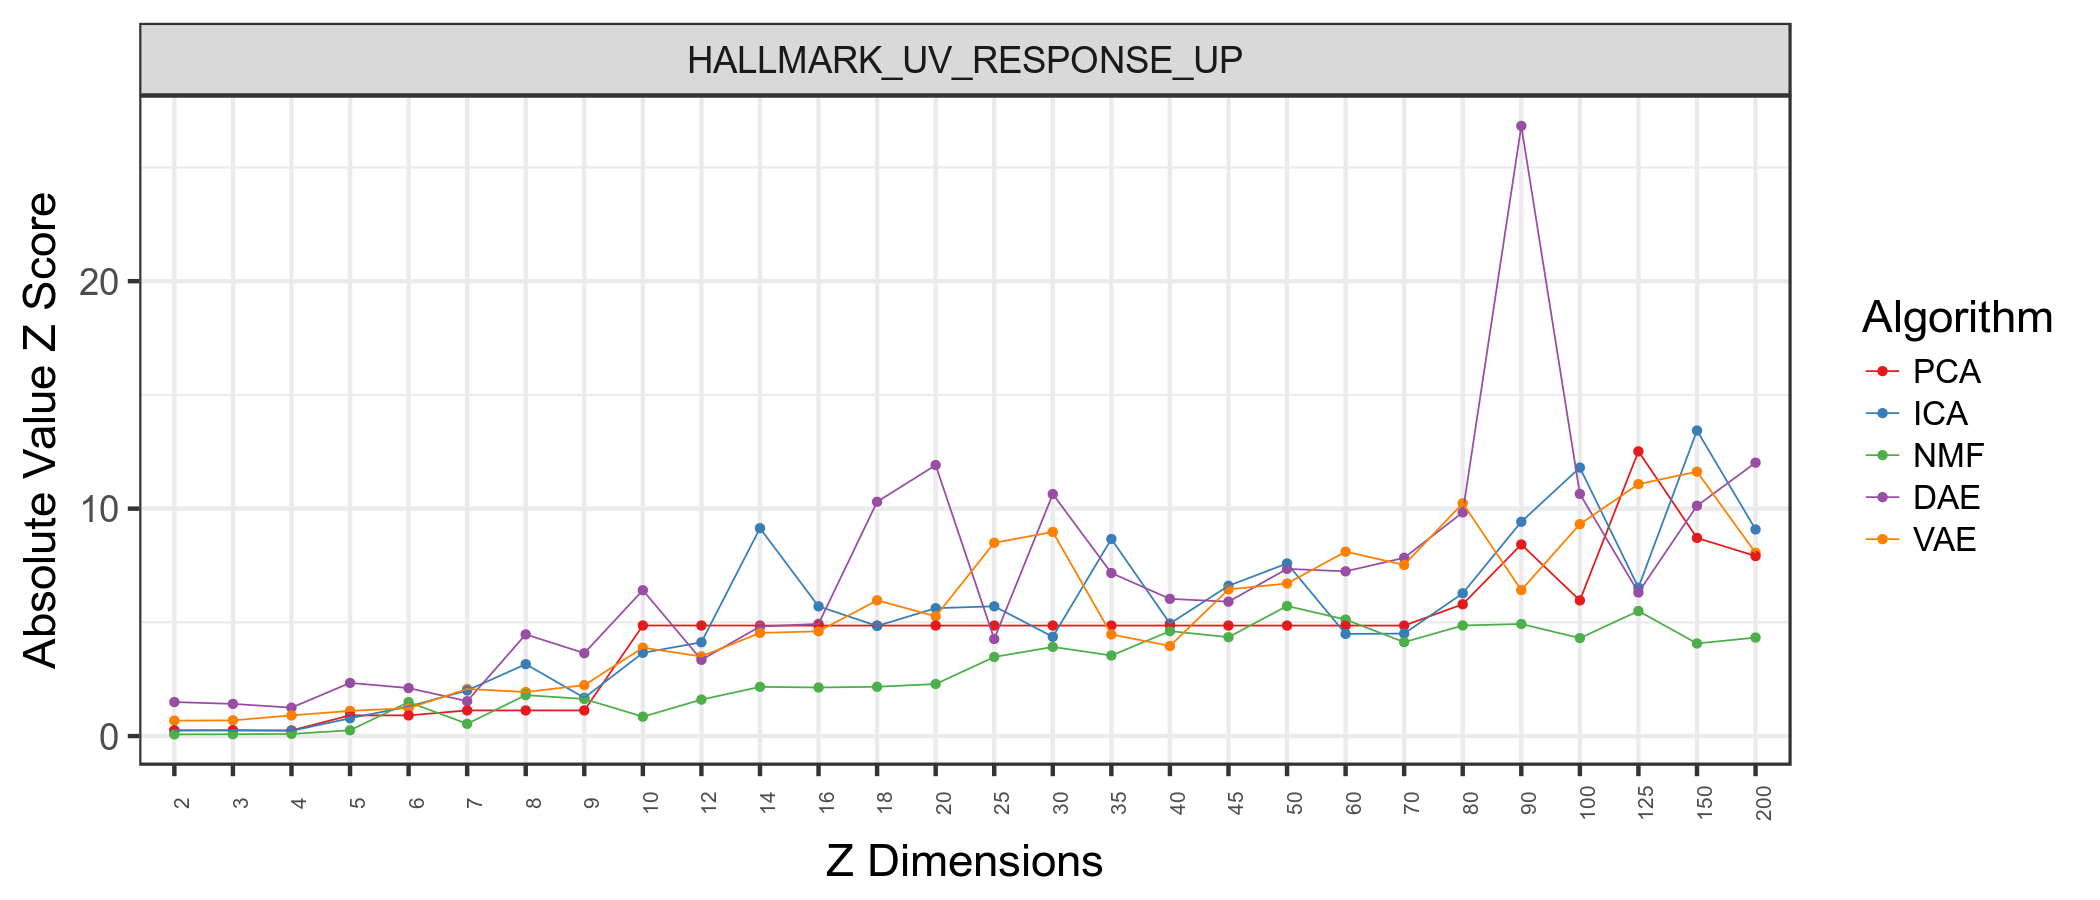 HALLMARK_UV_RESPONSE_UP
Absolute Value Z Score
20
10
0
2 3 4 5 6 7 8 9 10 12 14 16 18 20 25 30 35 40 45 50 60 70 80 90 100 125 150 200
Z Dimensions
Algorithm
PCA
ICA
NMF
DAE
VAE